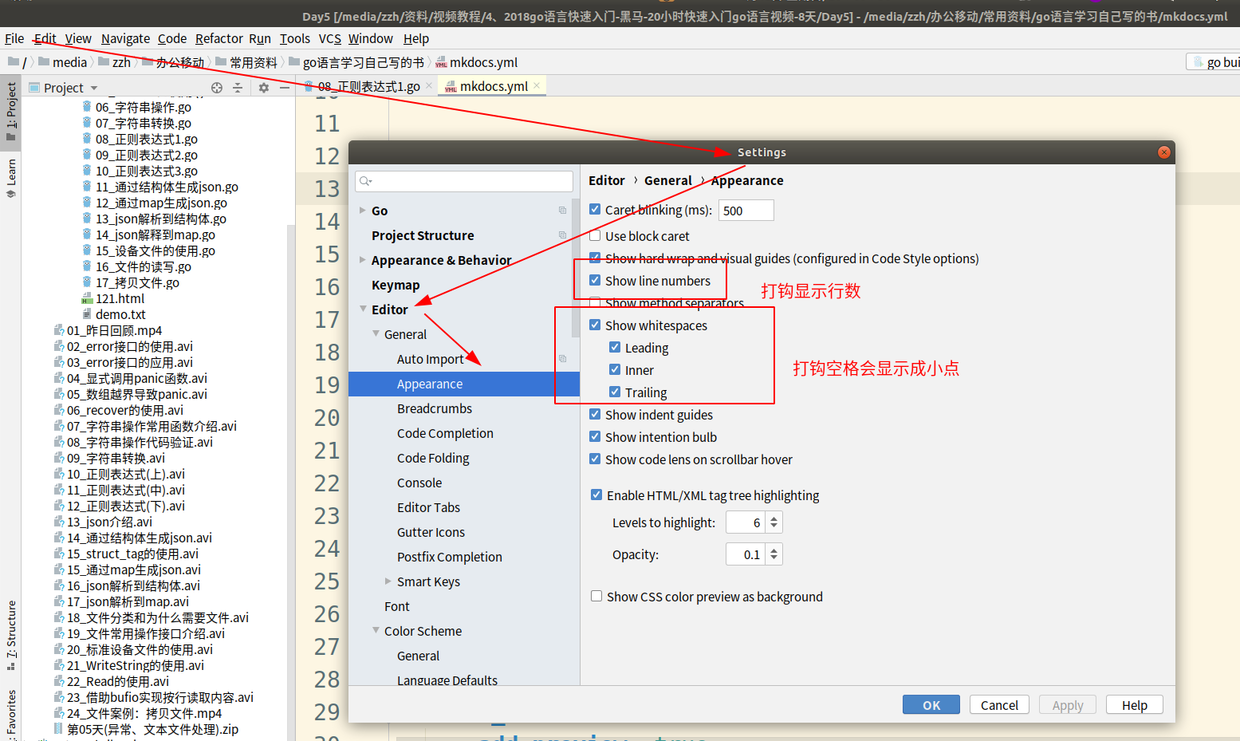 Day5 [/media/zzh/资料/视频教程/4、2018go语言快速入门-黑马-20小时快速入门go语言视频-8天/Day5] - /media/zzh/办公移动/常用资料/go语言学习自己写的书/mkdocs.yml
File Edit View Navigate Code Refactor Run Tools VCS Window Help
/ media zzh 办公移动 常用资料 go语言学习自己写的书 mkdocs.yml go bui
1: Project
Learn
7: Structure
Favorites
Project
08_正则表达式1.go
mkdocs.yml
06_字符串操作.go
07_字符串转换.go
08_正则表达式1.go
09_正则表达式2.go
10_正则表达式3.go
11_通过结构体生成json.go
12_通过map生成json.go
13_json解析到结构体.go
14_json解释到map.go
15_设备文件的使用.go
16_文件的读写.go
17_拷贝文件.go
121.html
demo.txt
01_昨日回顾.mp4
02_error接口的使用.avi
03_error接口的应用.avi
04_显式调用panic函数.avi
05_数组越界导致panic.avi
06_recover的使用.avi
07_字符串操作常用函数介绍.avi
08_字符串操作代码验证.avi
09_字符串转换.avi
10_正则表达式(上).avi
11_正则表达式(中).avi
12_正则表达式(下).avi
13_json介绍.avi
14_通过结构体生成json.avi
15_struct_tag的使用.avi
15_通过map生成json.avi
16_json解析到结构体.avi
17_json解析到map.avi
18_文件分类和为什么需要文件.avi
19_文件常用操作接口介绍.avi
20_标准设备文件的使用.avi
21_WriteString的使用.avi
22_Read的使用.avi
23_借助bufio实现按行读取内容.avi
24_文件案例：拷贝文件.mp4
第05天(异常、文本文件处理).zip
11
12
13
14
15
16
17
18
19
20
21
22
23
24
25
26
27
28
29
Settings
Go
Project Structure
Appearance & Behavior
Keymap
Editor
General
Auto Import
Appearance
Breadcrumbs
Code Completion
Code Folding
Console
Editor Tabs
Gutter Icons
Postfix Completion
Smart Keys
Font
Color Scheme
General
Language Defaults
Editor › General › Appearance
Caret blinking (ms): 500
Use block caret
Show hard wrap and visual guides (configured in Code Style options)
Show line numbers
打钩显示行数
Show method separators
Show whitespaces
Leading
打钩空格会显示成小点
Inner
Trailing
Show indent guides
Show intention bulb
Show code lens on scrollbar hover
Enable HTML/XML tag tree highlighting
Levels to highlight: 6
Opacity: 0.1
Show CSS color preview as background
OK Cancel Apply Help